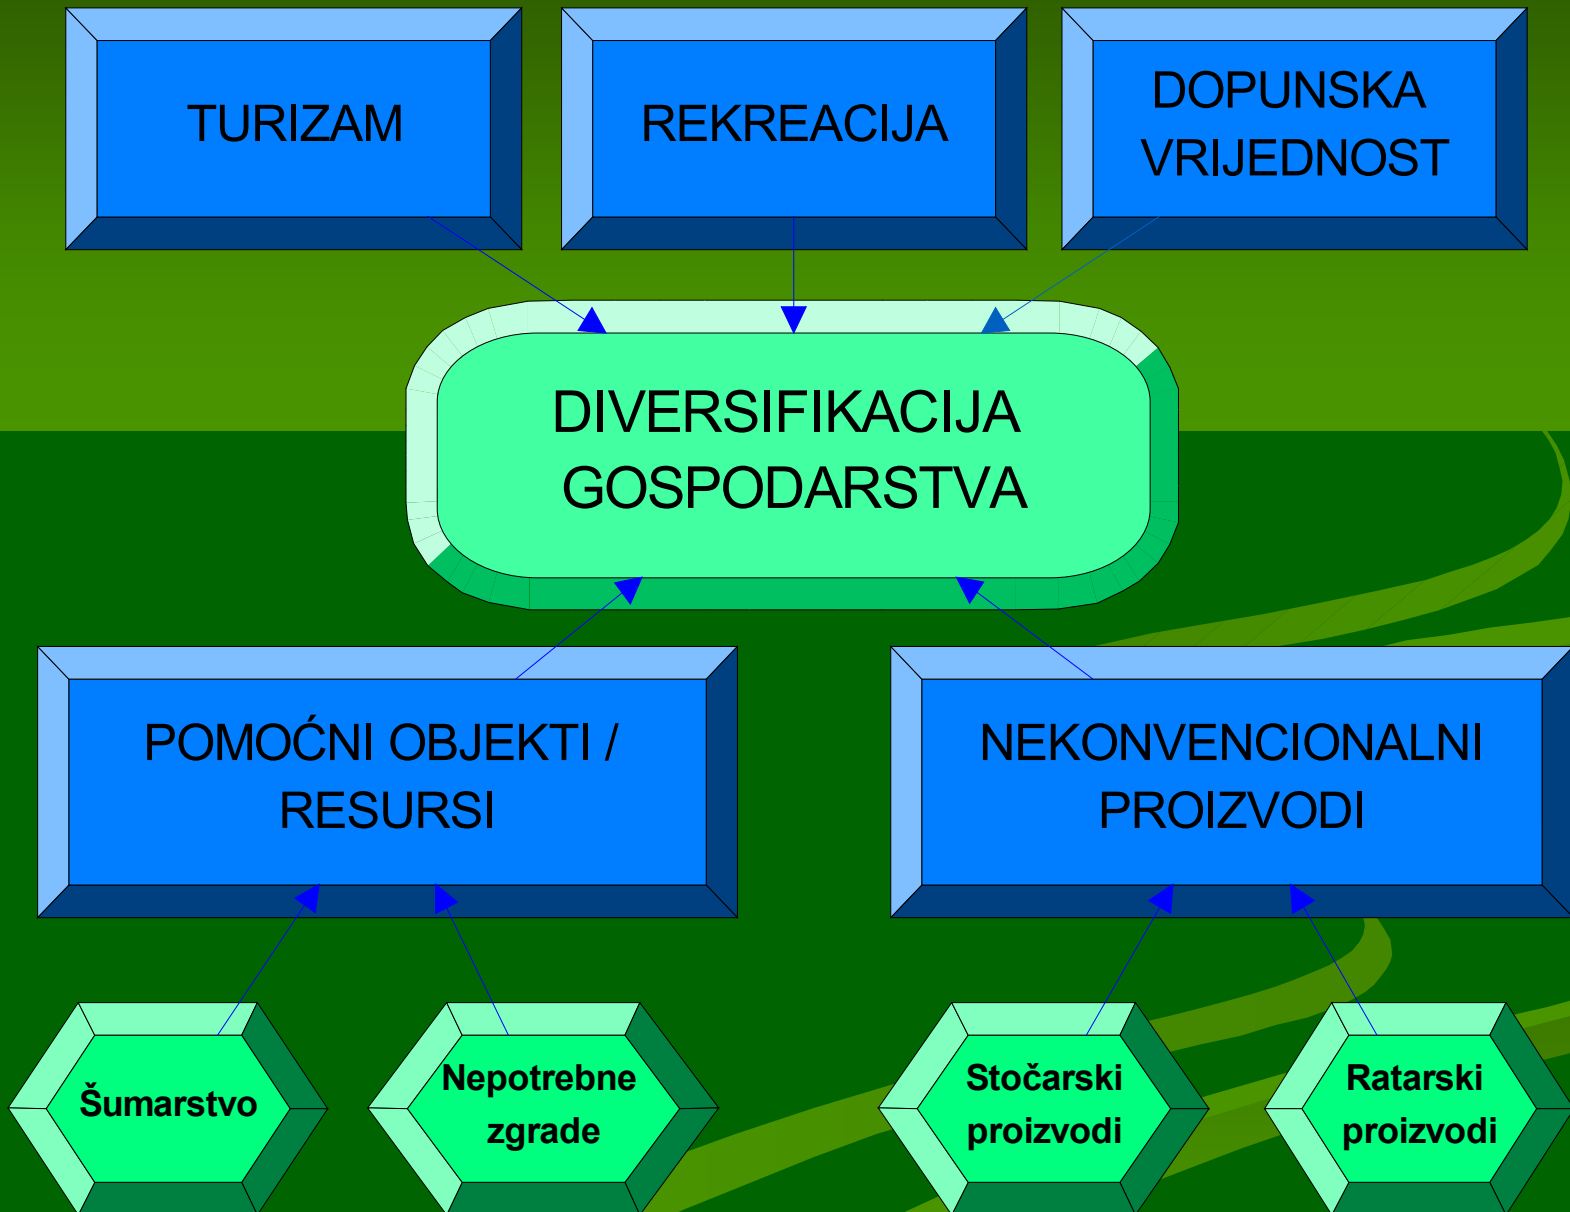 TURIZAM
REKREACIJA
DOPUNSKA
VRIJEDNOST
DIVERSIFIKACIJA
GOSPODARSTVA
POMOĆNI OBJEKTI /
RESURSI
NEKONVENCIONALNI
PROIZVODI
Šumarstvo
Nepotrebne
zgrade
Stočarski
proizvodi
Ratarski
proizvodi